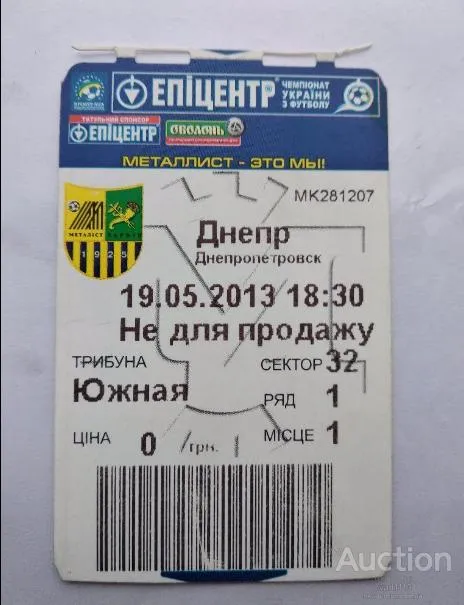 ЕПІЦЕНТР®
ЧЕМПІОНАТ
УКРАЇНИ
З ФУТБОЛУ
ТИТУЛЬНИЙ СПОНСОР
ЕПІЦЕНТР
ОБОЛОНЬ
МЕТАЛЛИСТ - ЭТО МЫ!
МК281207
МЕТАЛІСТ ХАРКІВ
1925
Днепр
Днепропетровск
19.05.2013 18:30
Не для продажу
ТРИБУНА
СЕКТОР 32
Южная
РЯД 1
ЦІНА 0 грн.
МІСЦЕ 1
Auction